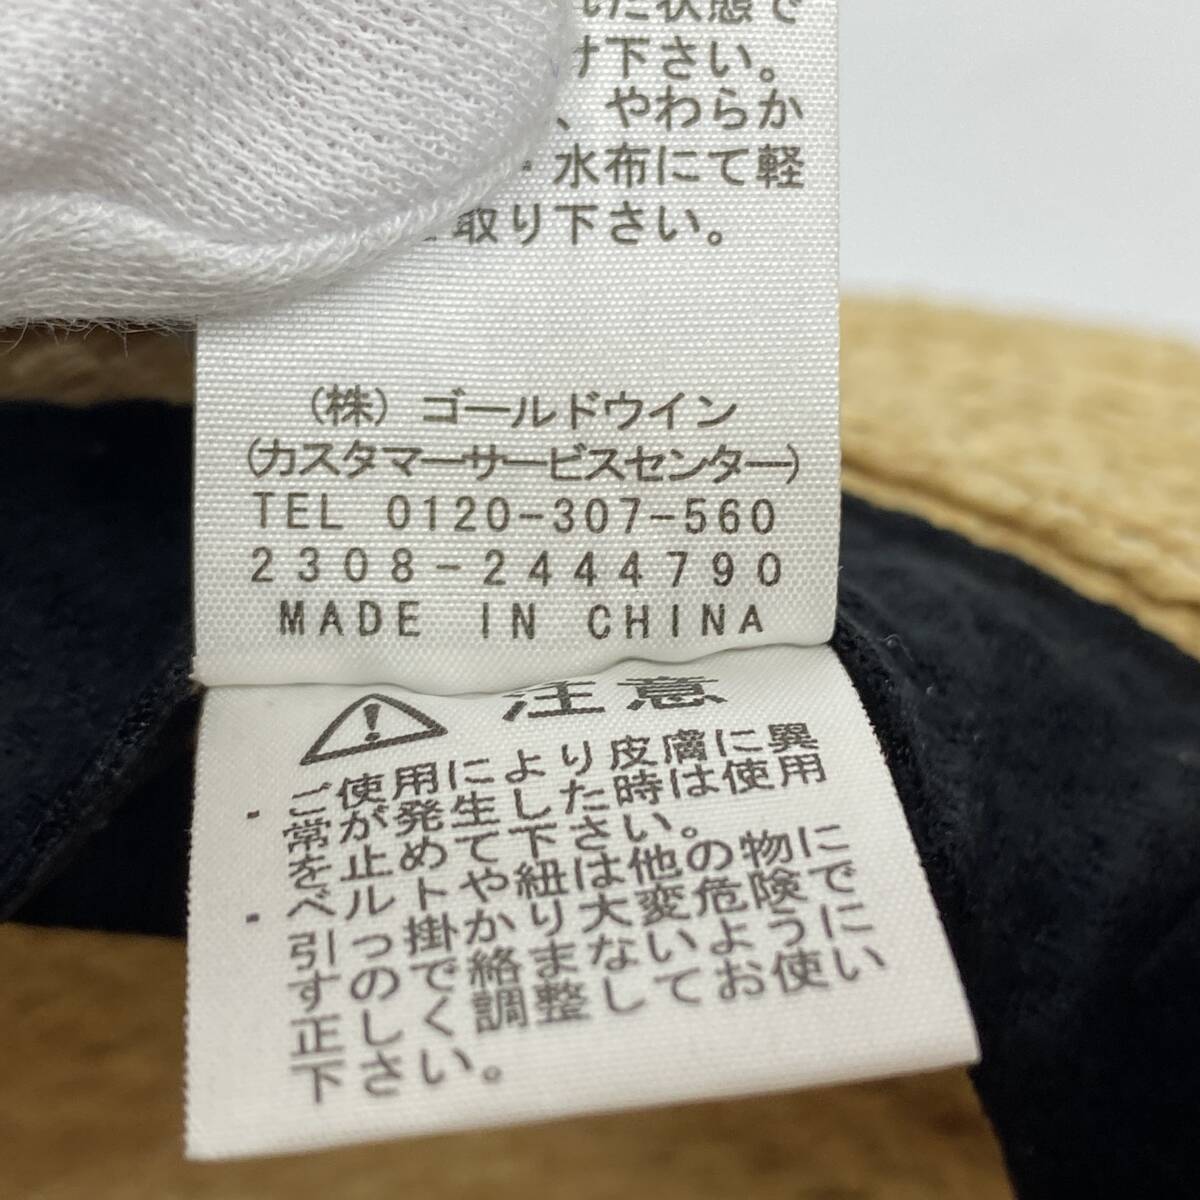 れた状態で
け下さい。
、やわらか
・水布にて軽
取り下さい。
(株) ゴールドウイン
(カスタマーサービスセンター)
TEL 0120-307-560
2308-2444790
MADE IN CHINA
注意
・ご使用により皮膚に異
常が発生した時は使用
を止めて下さい。
・ベルトや紐は他の物に
引っ掛かり大変危険で
すので絡まないように
正しく調整してお使い
下さい。